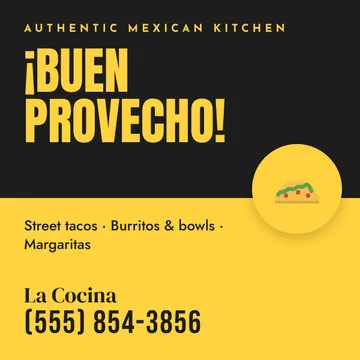 AUTHENTIC MEXICAN KITCHEN
¡BUEN
PROVECHO!
Street tacos · Burritos & bowls ·
Margaritas
La Cocina
(555) 854-3856